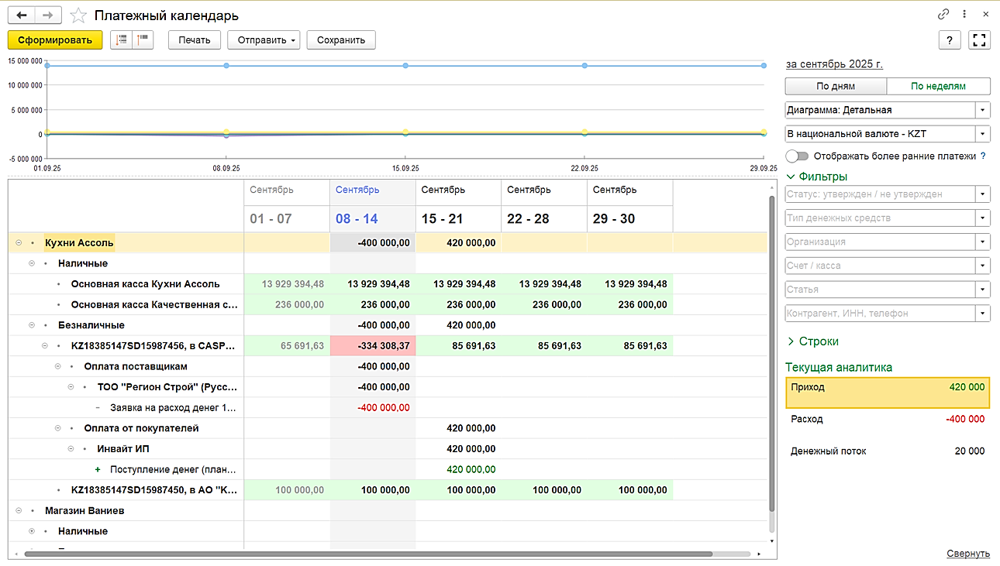 Платежный календарь
Сформировать Печать Отправить Сохранить ?
15 000 000
10 000 000
5 000 000
0
-5 000 000
01.09.25 08.09.25 15.09.25 22.09.25 29.09.25
Сентябрь Сентябрь Сентябрь Сентябрь Сентябрь
01 - 07 08 - 14 15 - 21 22 - 28 29 - 30
Кухни Ассоль -400 000,00 420 000,00
Наличные
Основная касса Кухни Ассоль 13 929 394,48 13 929 394,48 13 929 394,48 13 929 394,48 13 929 394,48
Основная касса Качественная с... 236 000,00 236 000,00 236 000,00 236 000,00 236 000,00
Безналичные -400 000,00 420 000,00
KZ18385147SD15987456, в CASP... 65 691,63 -334 308,37 85 691,63 85 691,63 85 691,63
Оплата поставщикам -400 000,00
ТОО "Регион Строй" (Русс... -400 000,00
Заявка на расход денег 1... -400 000,00
Оплата от покупателей 420 000,00
Инвайт ИП 420 000,00
Поступление денег (план... 420 000,00
KZ18385147SD15987450, в АО "К... 100 000,00 100 000,00 100 000,00 100 000,00 100 000,00
Магазин Ваниев
Наличные
за сентябрь 2025 г.
По дням По неделям
Диаграмма: Детальная
В национальной валюте - KZT
Отображать более ранние платежи ?
Фильтры
Статус: утвержден / не утвержден
Тип денежных средств
Организация
Счет / касса
Статья
Контрагент, ИНН, телефон
Строки
Текущая аналитика
Приход 420 000
Расход -400 000
Денежный поток 20 000
Свернуть